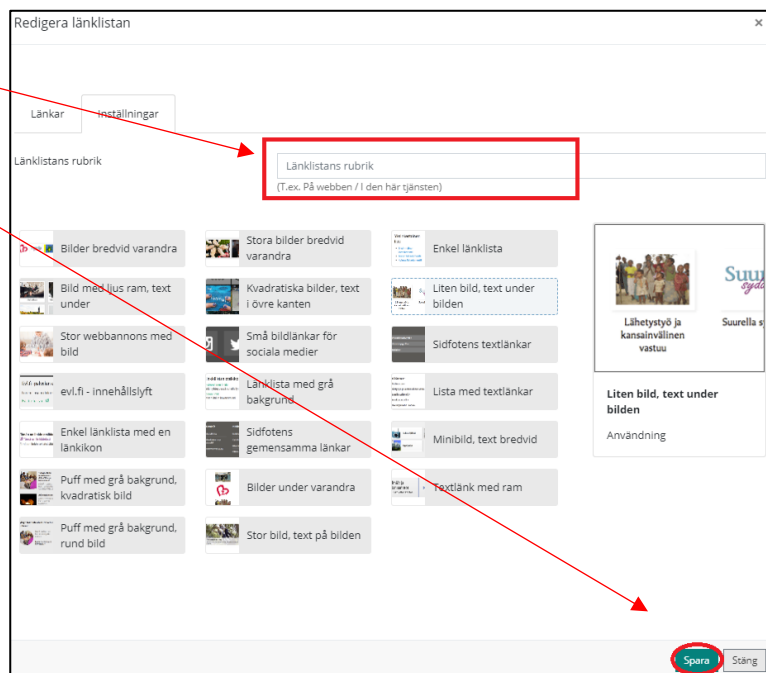 Redigera länklistan
×
Länkar
Inställningar
Länklistans rubrik
Länklistans rubrik
(T.ex. På webben / I den här tjänsten)
Bilder bredvid varandra
Stora bilder bredvid
varandra
Enkel länklista
Bild med ljus ram, text
under
Kvadratiska bilder, text
i övre kanten
Liten bild, text under
bilden
Stor webbannons med
bild
Små bildlänkar för
sociala medier
Sidfotens textlänkar
evl.fi - innehållslyft
Länklista med grå
bakgrund
Lista med textlänkar
Enkel länklista med en
länkikon
Sidfotens
gemensamma länkar
Minibild, text bredvid
Puff med grå bakgrund,
kvadratisk bild
Bilder under varandra
Textlänk med ram
Puff med grå bakgrund,
rund bild
Stor bild, text på bilden
Lähetystyö ja
kansainvälinen
vastuu
Suurella
Liten bild, text under
bilden
Användning
Spara
Stäng